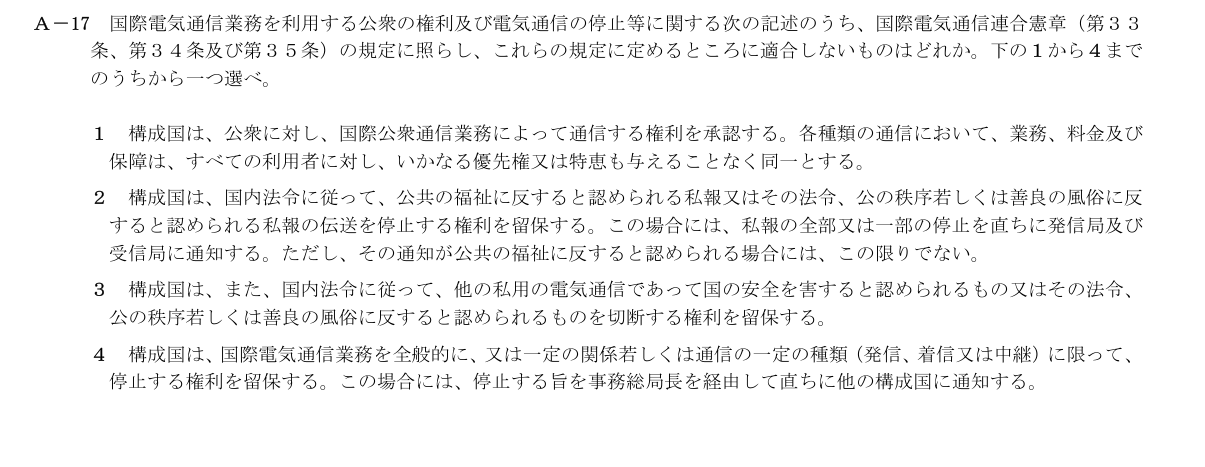 A－17 国際電気通信業務を利用する公衆の権利及び電気通信の停止等に関する次の記述のうち、国際電気通信連合憲章（第３３
条、第３４条及び第３５条）の規定に照らし、これらの規定に定めるところに適合しないものはどれか。下の１から４まで
のうちから一つ選べ。
1 構成国は、公衆に対し、国際公衆通信業務によって通信する権利を承認する。各種類の通信において、業務、料金及び
保障は、すべての利用者に対し、いかなる優先権又は特恵も与えることなく同一とする。
2 構成国は、国内法令に従って、公共の福祉に反すると認められる私報又はその法令、公の秩序若しくは善良の風俗に反
すると認められる私報の伝送を停止する権利を留保する。この場合には、私報の全部又は一部の停止を直ちに発信局及び
受信局に通知する。ただし、その通知が公共の福祉に反すると認められる場合には、この限りでない。
3 構成国は、また、国内法令に従って、他の私用の電気通信であって国の安全を害すると認められるもの又はその法令、
公の秩序若しくは善良の風俗に反すると認められるものを切断する権利を留保する。
4 構成国は、国際電気通信業務を全般的に、又は一定の関係若しくは通信の一定の種類（発信、着信又は中継）に限って、
停止する権利を留保する。この場合には、停止する旨を事務総局長を経由して直ちに他の構成国に通知する。